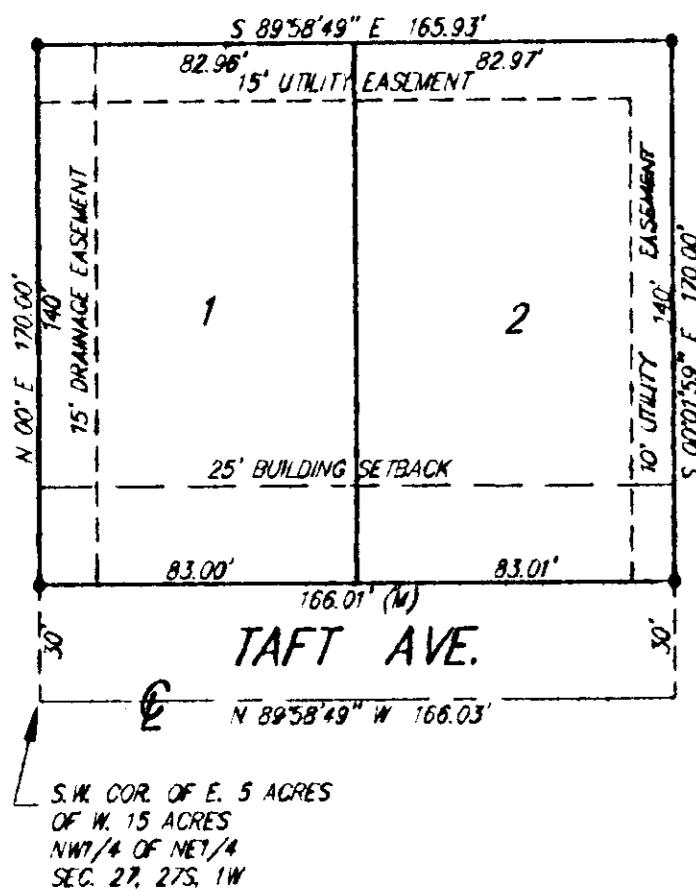 S 89°58'49" E 165.93'
82.96'
82.97'
15' UTILITY EASEMENT
N 00° E 170.00'
140'
15' DRAINAGE EASEMENT
1
2
10' UTILITY EASEMENT
140'
S 00°01'59" E 170.00'
25' BUILDING SETBACK
83.00'
83.01'
166.01' (M)
30'
TAFT AVE.
30'
℄
N 89°58'49" W 166.03'
S.W. COR. OF E. 5 ACRES
OF W. 15 ACRES
NW1/4 OF NE1/4
SEC. 27, 27S, 1W